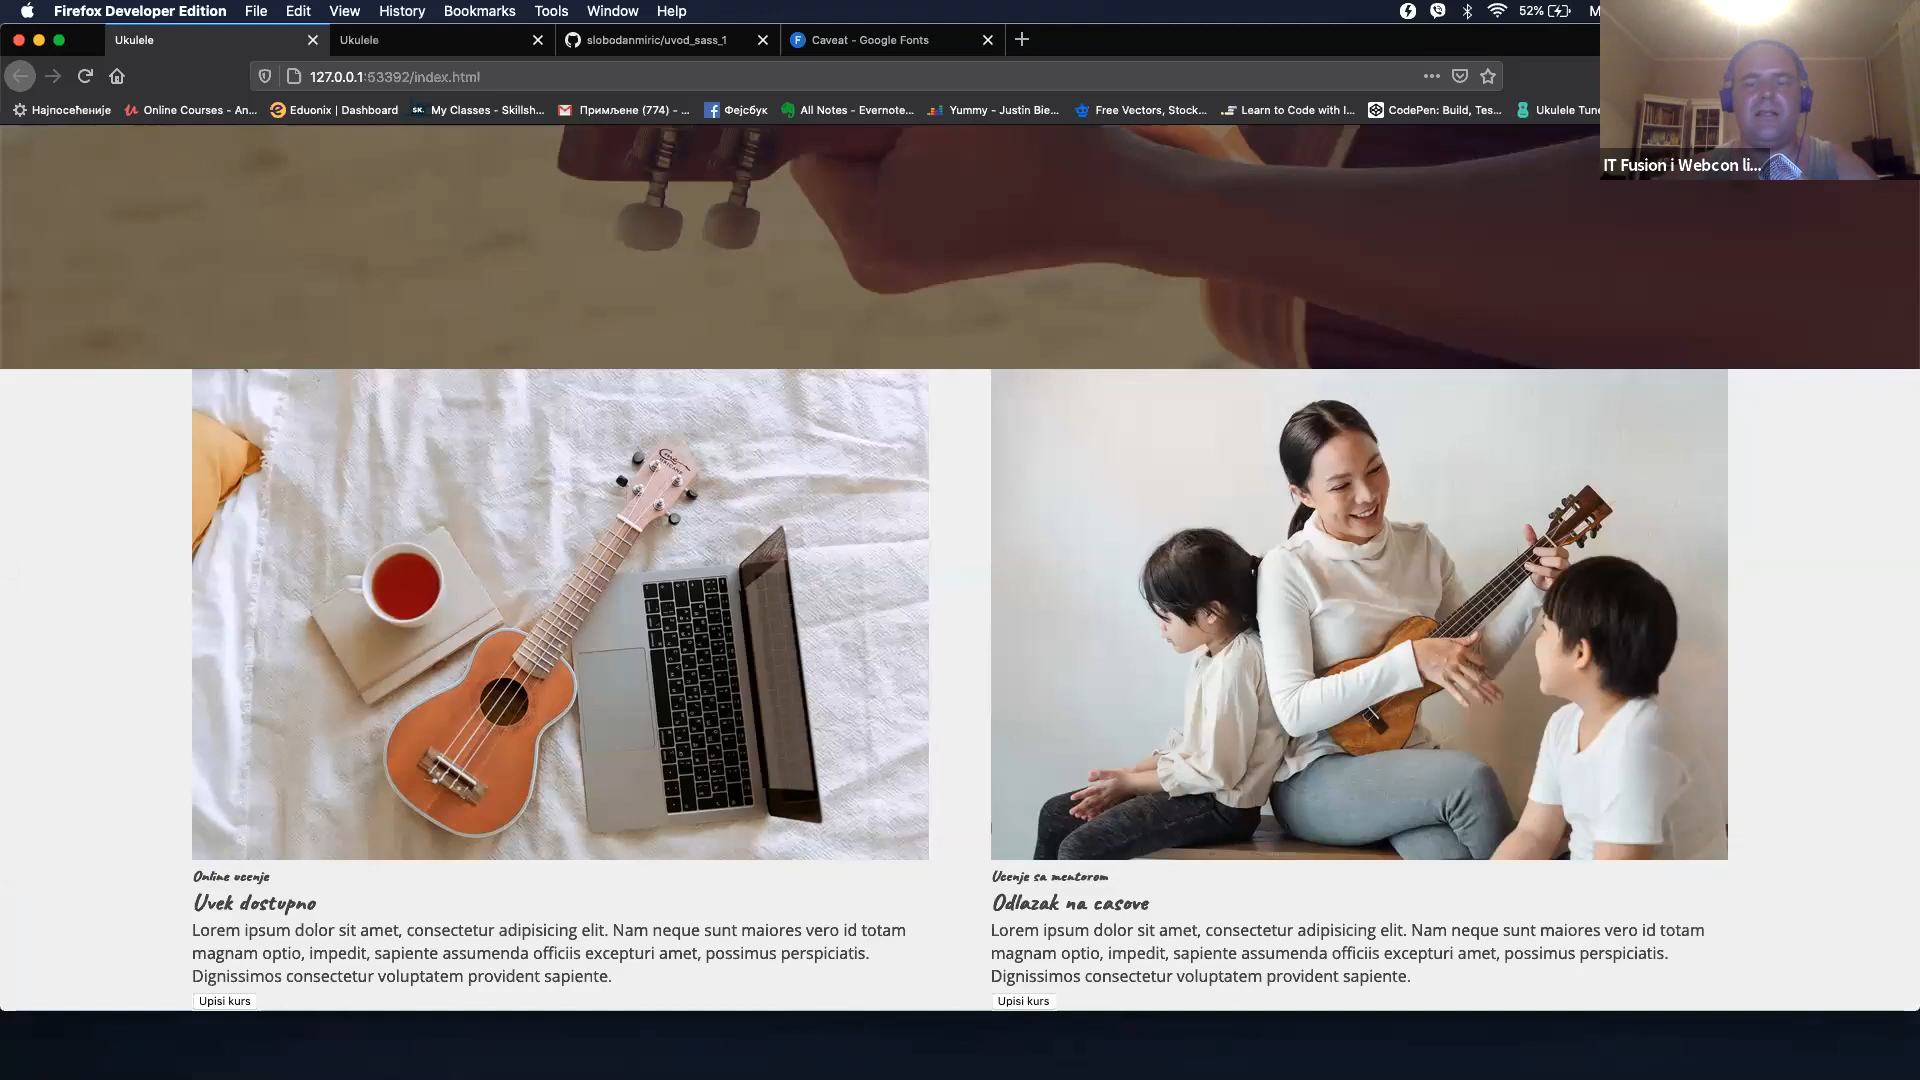 Firefox Developer Edition File Edit View History Bookmarks Tools Window Help 52% M
Ukulele Ukulele slobodanmiric/uvod_sass_1 Caveat - Google Fonts
127.0.0.1:53392/index.html
Најпосећеније Online Courses - An... Eduonix | Dashboard SK. My Classes - Skillsh... Примљене (774) - ... Фејсбук All Notes - Evernote... Yummy - Justin Bie... Free Vectors, Stock... Learn to Code with I... CodePen: Build, Tes... Ukulele Tune
IT Fusion i Webcon li...
Online ucenje
Uvek dostupno
Lorem ipsum dolor sit amet, consectetur adipisicing elit. Nam neque sunt maiores vero id totam
magnam optio, impedit, sapiente assumenda officiis excepturi amet, possimus perspiciatis.
Dignissimos consectetur voluptatem provident sapiente.
Upisi kurs
Ucenje sa mentorom
Odlazak na casove
Lorem ipsum dolor sit amet, consectetur adipisicing elit. Nam neque sunt maiores vero id totam
magnam optio, impedit, sapiente assumenda officiis excepturi amet, possimus perspiciatis.
Dignissimos consectetur voluptatem provident sapiente.
Upisi kurs